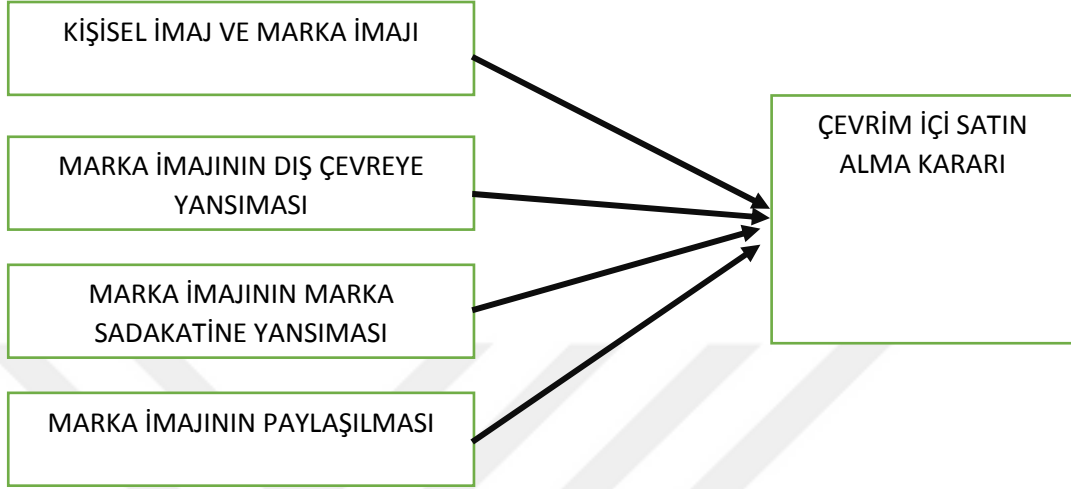 KİŞİSEL İMAJ VE MARKA İMAJI
MARKA İMAJININ DIŞ ÇEVREYE
YANSIMASI
MARKA İMAJININ MARKA
SADAKATİNE YANSIMASI
MARKA İMAJININ PAYLAŞILMASI
ÇEVRİM İÇİ SATIN
ALMA KARARI